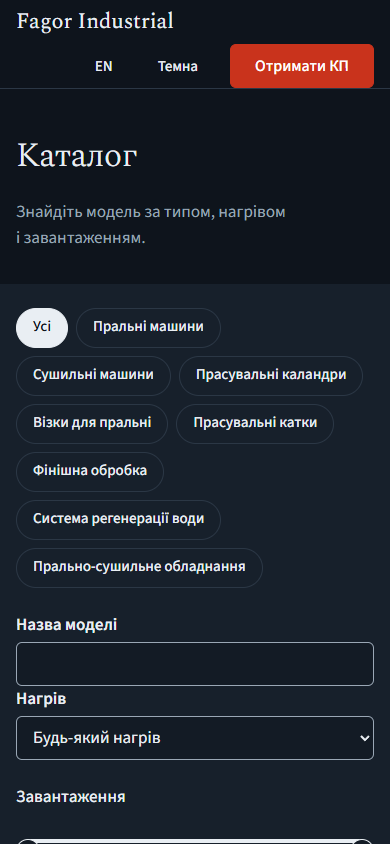 Fagor Industrial
EN
Темна
Отримати КП
Каталог
Знайдіть модель за типом, нагрівом
і завантаженням.
Усі
Пральні машини
Сушильні машини
Прасувальні каландри
Візки для пральні
Прасувальні катки
Фінішна обробка
Система регенерації води
Прально-сушильне обладнання
Назва моделі
Нагрів
Будь-який нагрів
Завантаження